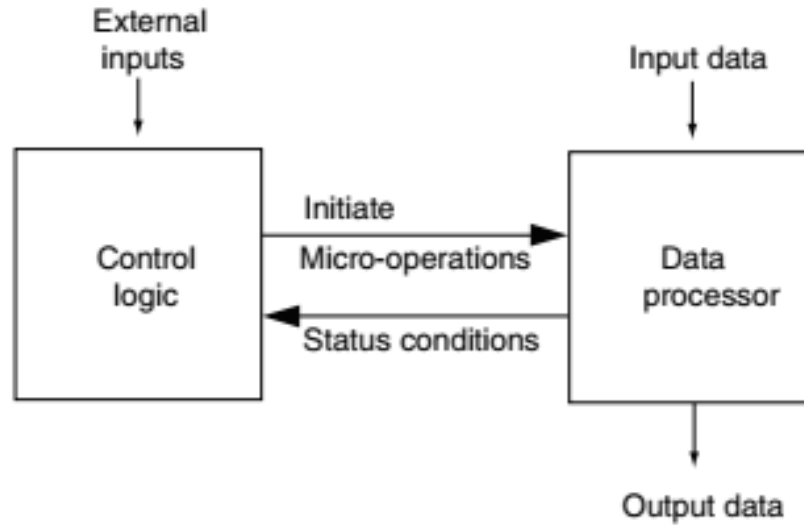 External
inputs
Input data
Control
logic
Initiate
Micro-operations
Status conditions
Data
processor
Output data